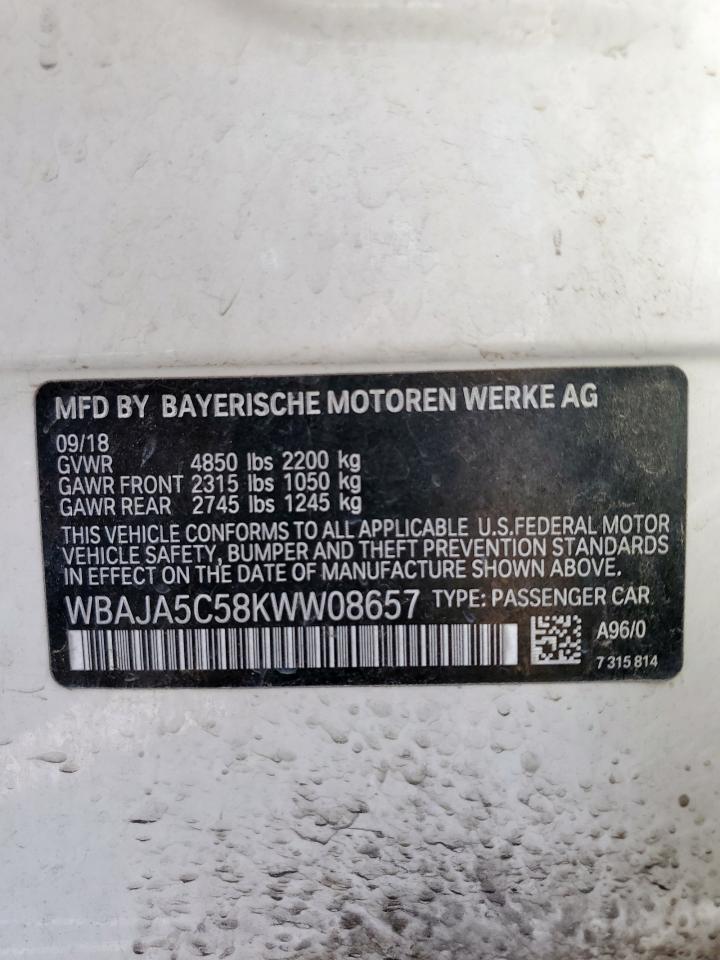 MFD BY BAYERISCHE MOTOREN WERKE AG
09/18
GVWR 4850 lbs 2200 kg
GAWR FRONT 2315 lbs 1050 kg
GAWR REAR 2745 lbs 1245 kg
THIS VEHICLE CONFORMS TO ALL APPLICABLE U.S.FEDERAL MOTOR
VEHICLE SAFETY, BUMPER AND THEFT PREVENTION STANDARDS
IN EFFECT ON THE DATE OF MANUFACTURE SHOWN ABOVE.
WBAJA5C58KWW08657 TYPE: PASSENGER CAR
A96/0
7 315 814